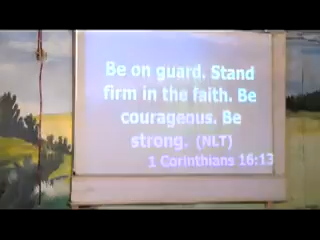 Be on guard. Stand
firm in the faith. Be
courageous. Be
strong. (NLT)
1 Corinthians 16:13